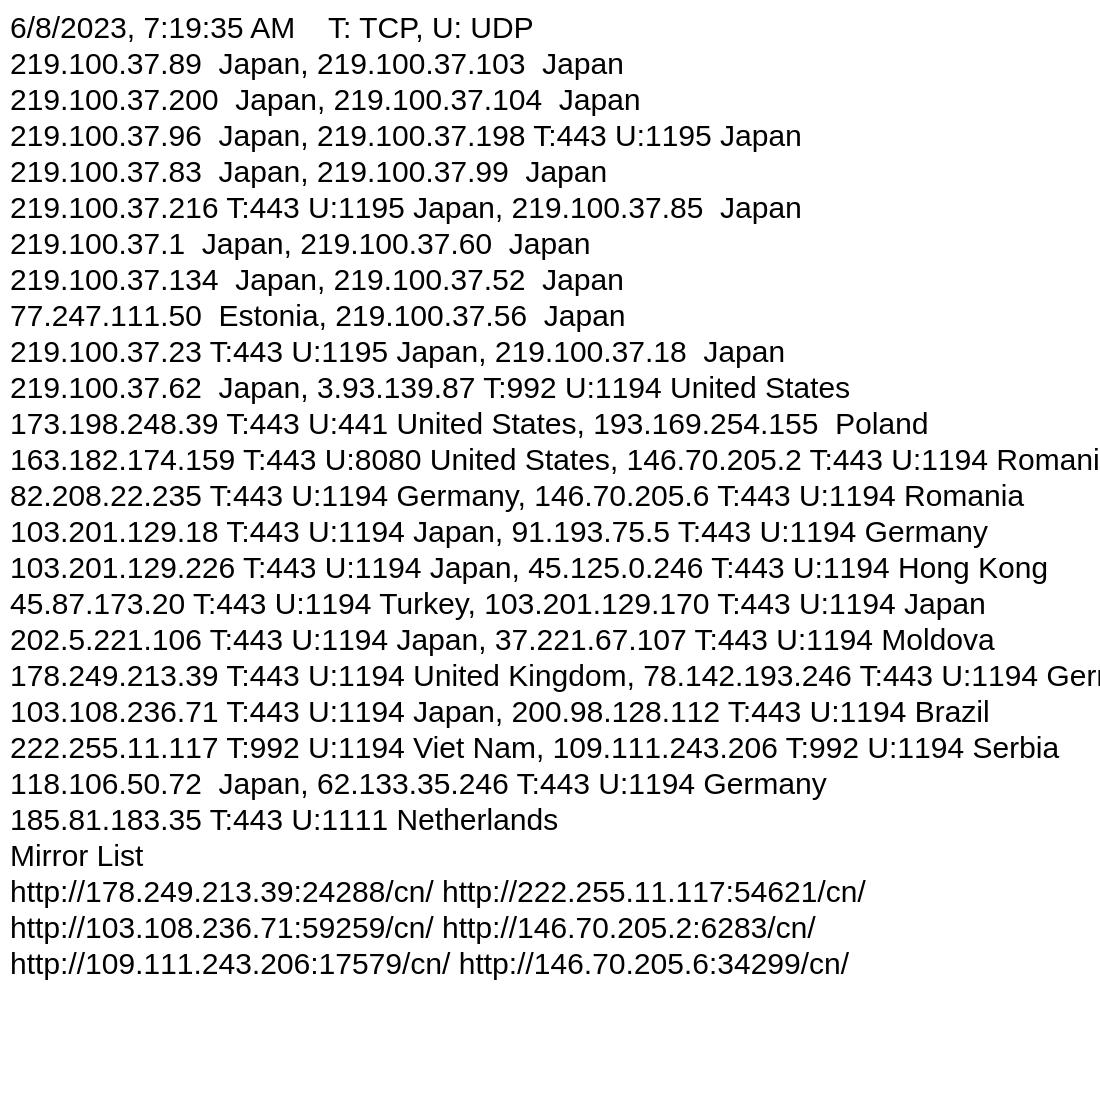 6/8/2023, 7:19:35 AM    T: TCP, U: UDP
219.100.37.89  Japan, 219.100.37.103  Japan
219.100.37.200  Japan, 219.100.37.104  Japan
219.100.37.96  Japan, 219.100.37.198 T:443 U:1195 Japan
219.100.37.83  Japan, 219.100.37.99  Japan
219.100.37.216 T:443 U:1195 Japan, 219.100.37.85  Japan
219.100.37.1  Japan, 219.100.37.60  Japan
219.100.37.134  Japan, 219.100.37.52  Japan
77.247.111.50  Estonia, 219.100.37.56  Japan
219.100.37.23 T:443 U:1195 Japan, 219.100.37.18  Japan
219.100.37.62  Japan, 3.93.139.87 T:992 U:1194 United States
173.198.248.39 T:443 U:441 United States, 193.169.254.155  Poland
163.182.174.159 T:443 U:8080 United States, 146.70.205.2 T:443 U:1194 Romani
82.208.22.235 T:443 U:1194 Germany, 146.70.205.6 T:443 U:1194 Romania
103.201.129.18 T:443 U:1194 Japan, 91.193.75.5 T:443 U:1194 Germany
103.201.129.226 T:443 U:1194 Japan, 45.125.0.246 T:443 U:1194 Hong Kong
45.87.173.20 T:443 U:1194 Turkey, 103.201.129.170 T:443 U:1194 Japan
202.5.221.106 T:443 U:1194 Japan, 37.221.67.107 T:443 U:1194 Moldova
178.249.213.39 T:443 U:1194 United Kingdom, 78.142.193.246 T:443 U:1194 Ger
103.108.236.71 T:443 U:1194 Japan, 200.98.128.112 T:443 U:1194 Brazil
222.255.11.117 T:992 U:1194 Viet Nam, 109.111.243.206 T:992 U:1194 Serbia
118.106.50.72  Japan, 62.133.35.246 T:443 U:1194 Germany
185.81.183.35 T:443 U:1111 Netherlands
Mirror List
http://178.249.213.39:24288/cn/ http://222.255.11.117:54621/cn/
http://103.108.236.71:59259/cn/ http://146.70.205.2:6283/cn/
http://109.111.243.206:17579/cn/ http://146.70.205.6:34299/cn/